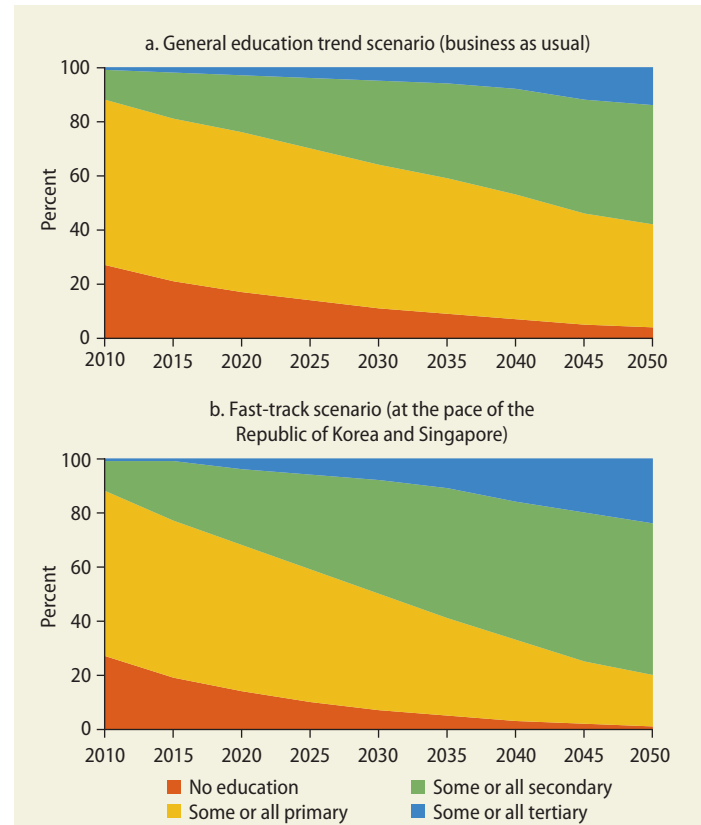 a. General education trend scenario (business as usual)
100
80
60
40
20
0
Percent
2010 2015 2020 2025 2030 2035 2040 2045 2050
b. Fast-track scenario (at the pace of the
Republic of Korea and Singapore)
100
80
60
40
20
0
Percent
2010 2015 2020 2025 2030 2035 2040 2045 2050
No education Some or all secondary
Some or all primary Some or all tertiary